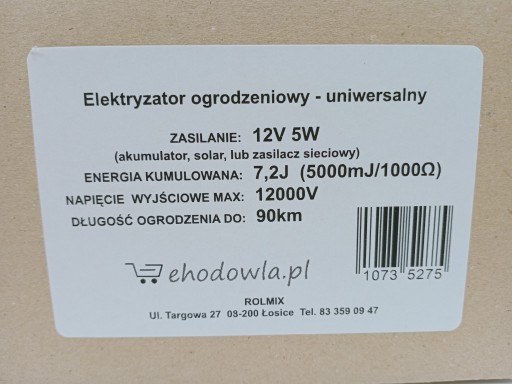 Elektryzator ogrodzeniowy - uniwersalny
ZASILANIE: 12V 5W
(akumulator, solar, lub zasilacz sieciowy)
ENERGIA KUMULOWANA: 7,2J (5000mJ/1000Ω)
NAPIĘCIE WYJŚCIOWE MAX: 12000V
DŁUGOŚĆ OGRODZENIA DO: 90km
ehodowla.pl
1073 5275
ROLMIX
Ul. Targowa 27 08-200 Łosice Tel. 83 359 09 47